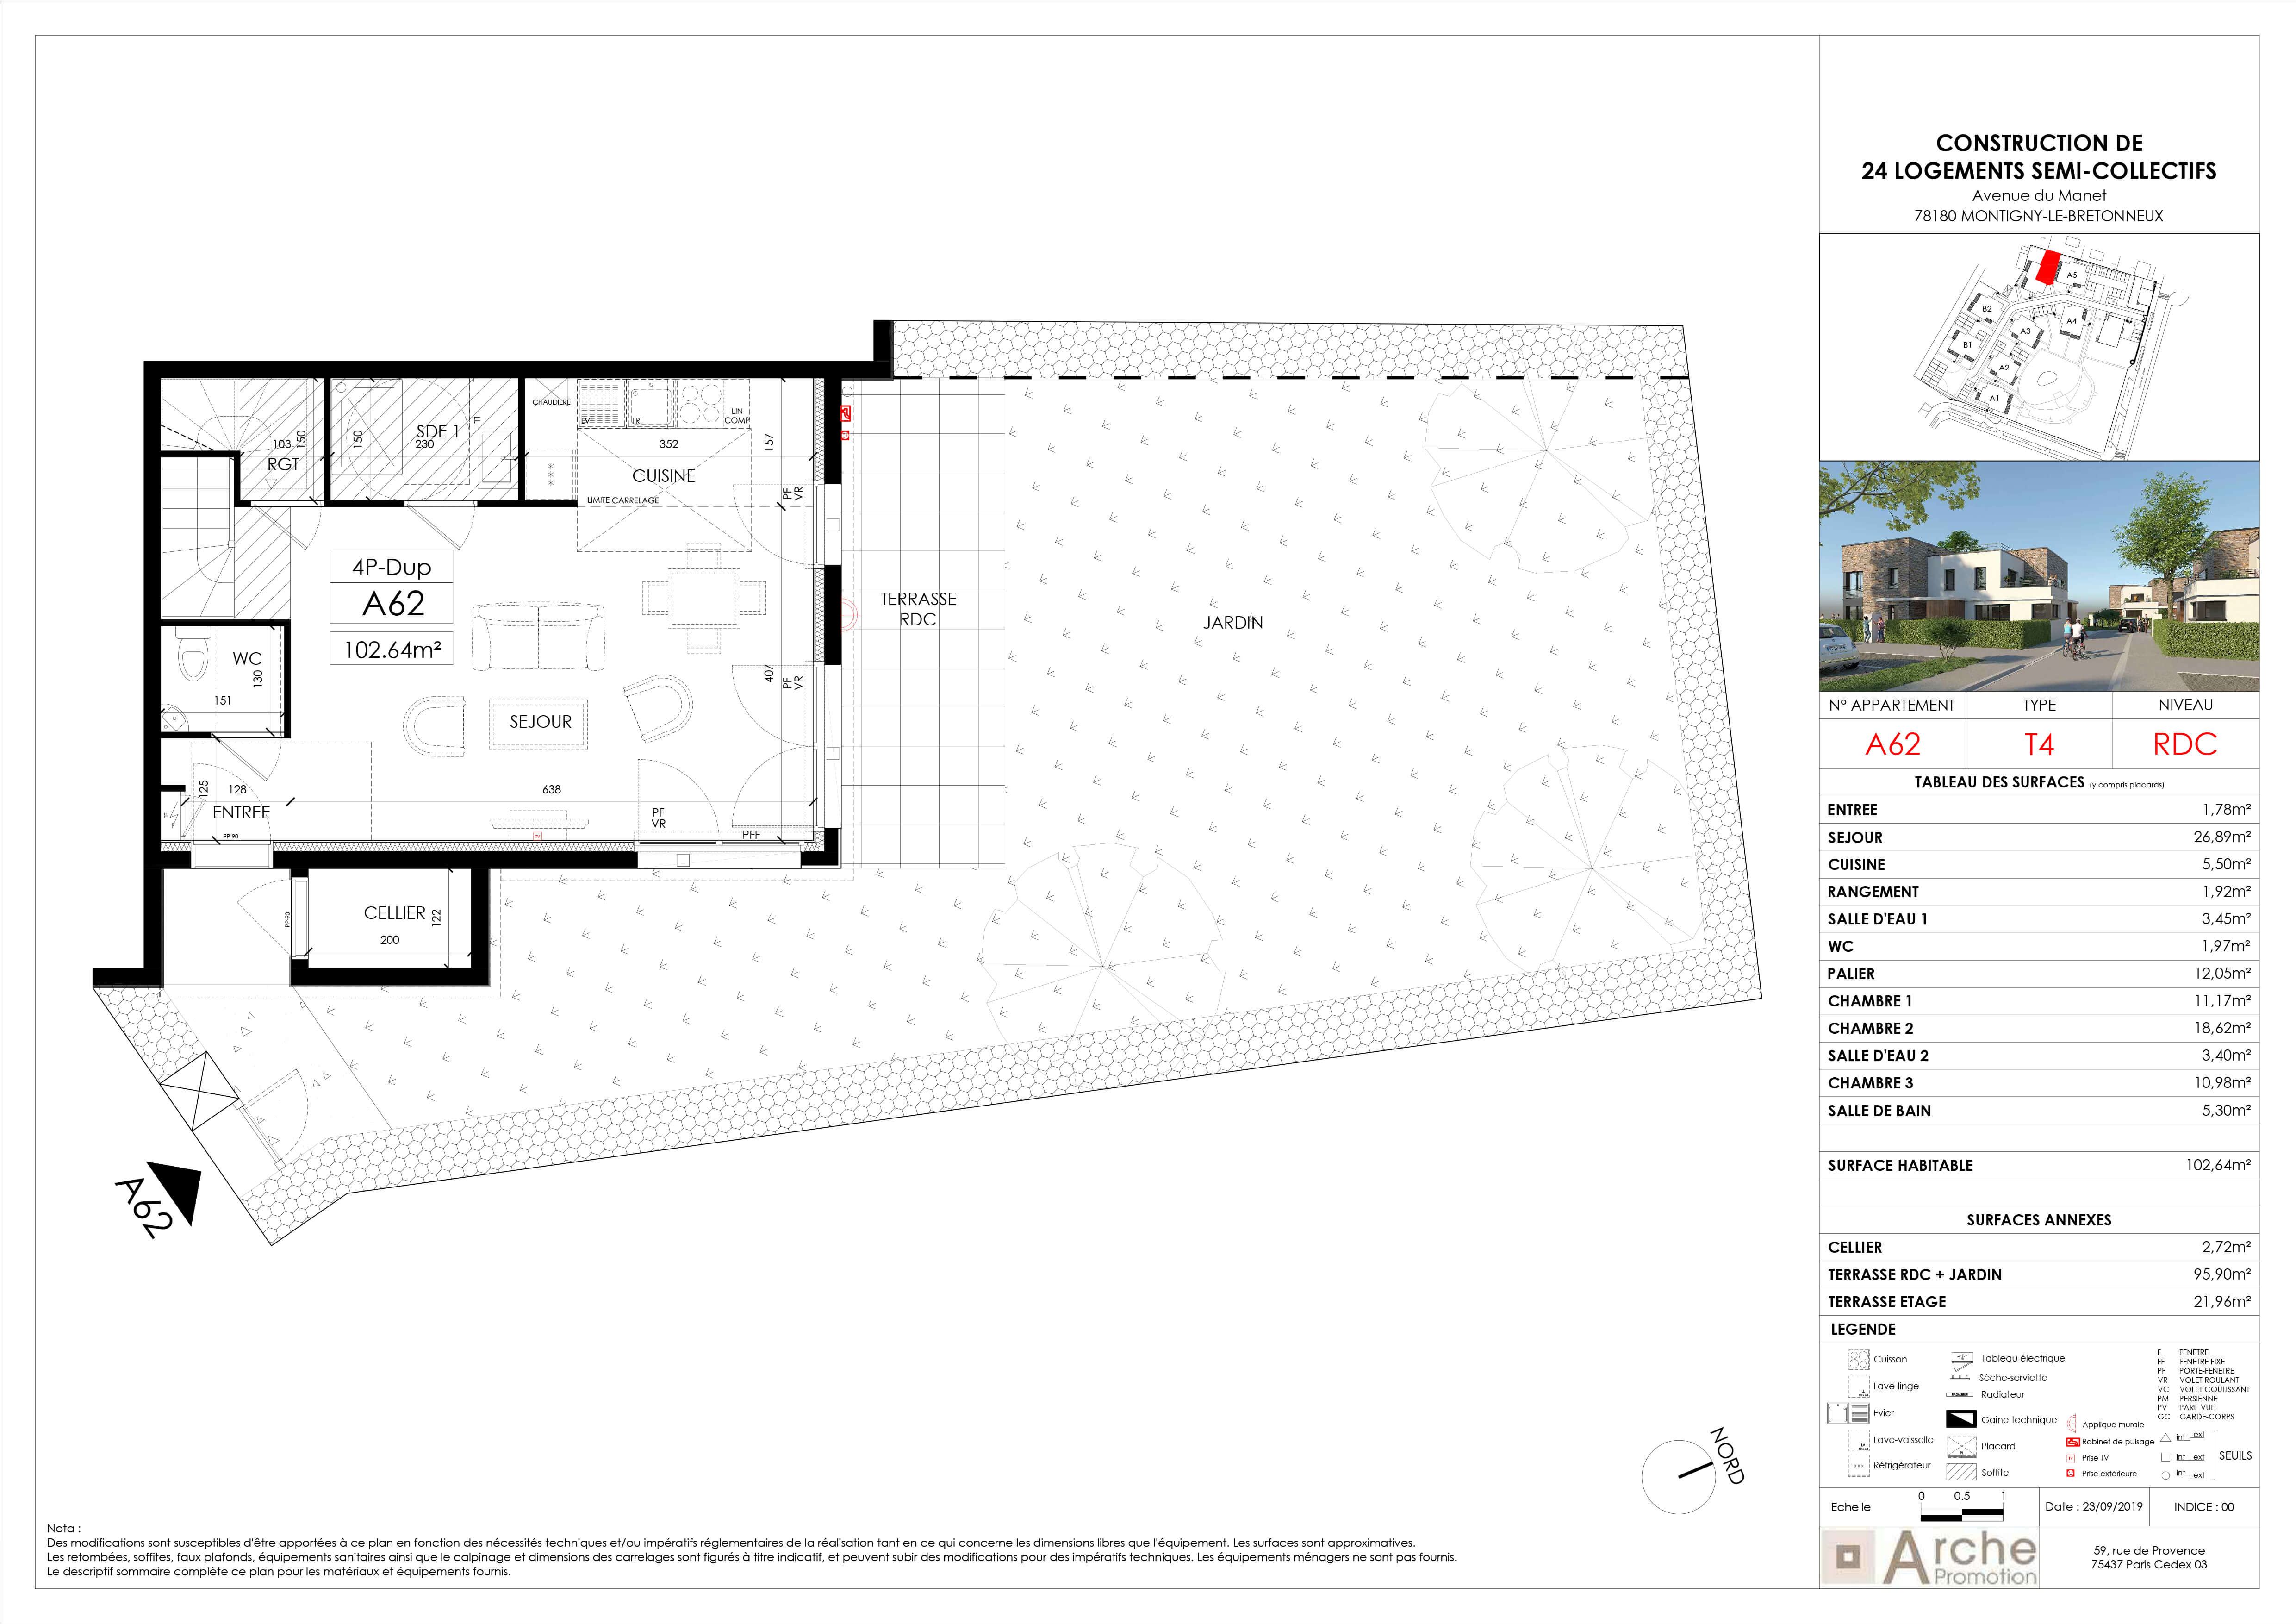 CONSTRUCTION DE
24 LOGEMENTS SEMI-COLLECTIFS
Avenue du Manet
78180 MONTIGNY-LE-BRETONNEUX
A5
B2
A4
A3
B1
A2
A1
N° APPARTEMENT TYPE NIVEAU
A62 T4 RDC
TABLEAU DES SURFACES (y compris placards)
ENTREE 1,78m²
SEJOUR 26,89m²
CUISINE 5,50m²
RANGEMENT 1,92m²
SALLE D'EAU 1 3,45m²
WC 1,97m²
PALIER 12,05m²
CHAMBRE 1 11,17m²
CHAMBRE 2 18,62m²
SALLE D'EAU 2 3,40m²
CHAMBRE 3 10,98m²
SALLE DE BAIN 5,30m²
SURFACE HABITABLE 102,64m²
SURFACES ANNEXES
CELLIER 2,72m²
TERRASSE RDC + JARDIN 95,90m²
TERRASSE ETAGE 21,96m²
LEGENDE
Cuisson
Lave-linge
Evier
Lave-vaisselle
Réfrigérateur
Tableau électrique
Sèche-serviette
Radiateur
Gaine technique
Placard
Soffite
Applique murale
Robinet de puisage
Prise TV
Prise extérieure
F FENETRE
FF FENETRE FIXE
PF PORTE-FENETRE
VR VOLET ROULANT
VC VOLET COULISSANT
PM PERSIENNE
PV PARE-VUE
GC GARDE-CORPS
int ext
int ext
int ext
SEUILS
Echelle 0 0.5 1
Date : 23/09/2019
INDICE : 00
Arche
Promotion
59, rue de Provence
75437 Paris Cedex 03
CHAUDIERE
LV
TRI
LIN
COMP
SDE 1
230
150
103
150
RGT
352
157
CUISINE
LIMITE CARRELAGE
PF
VR
4P-Dup
A62
102.64m²
TERRASSE
RDC
JARDIN
WC
130
151
407
PF
VR
SEJOUR
125
128
638
ENTREE
PP-90
PF
VR
PFF
TV
CELLIER
122
200
PP-90
A62
NORD
Nota :
Des modifications sont susceptibles d'être apportées à ce plan en fonction des nécessités techniques et/ou impératifs réglementaires de la réalisation tant en ce qui concerne les dimensions libres que l'équipement. Les surfaces sont approximatives.
Les retombées, soffites, faux plafonds, équipements sanitaires ainsi que le calpinage et dimensions des carrelages sont figurés à titre indicatif, et peuvent subir des modifications pour des impératifs techniques. Les équipements ménagers ne sont pas fournis.
Le descriptif sommaire complète ce plan pour les matériaux et équipements fournis.